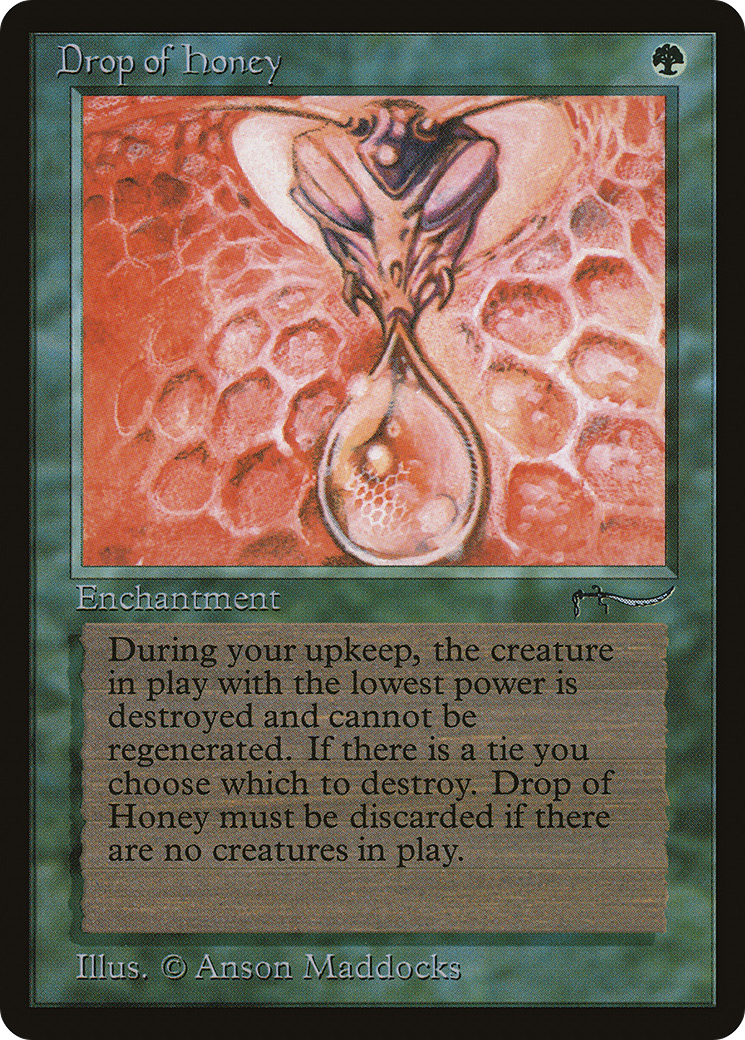 Drop of Honey
Enchantment
During your upkeep, the creature
in play with the lowest power is
destroyed and cannot be
regenerated. If there is a tie you
choose which to destroy. Drop of
Honey must be discarded if there
are no creatures in play.
Illus. © Anson Maddocks